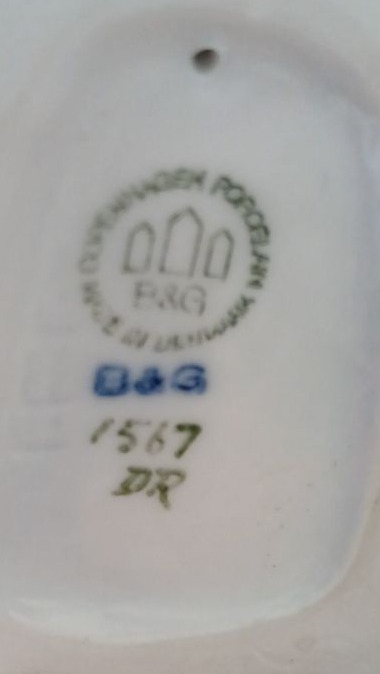 COPENHAGEN PORCELAIN
MADE IN DENMARK
B&G
B&G
1567
DR